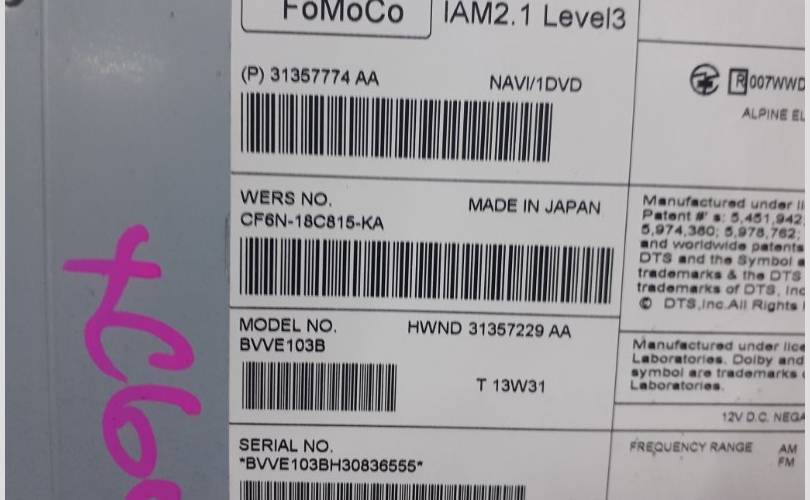 FoMoCo IAM2.1 Level3
(P) 31357774 AA NAVI/1DVD
R 007WWD
ALPINE EL
WERS NO. MADE IN JAPAN
CF6N-18C815-KA
Manufactured under li
Patent #' s: 5,451,942
5,974,380; 5,978,762;
and worldwide patents
DTS and the Symbol a
trademarks & the DTS
trademarks of DTS, Inc
© DTS,Inc.All Rights
MODEL NO. HWND 31357229 AA
BVVE103B
T 13W31
Manufactured under lice
Laboratories. Dolby and
symbol are trademarks
Laboratories.
12V D.C. NEGA
SERIAL NO.
*BVVE103BH30836555*
FREQUENCY RANGE AM
FM